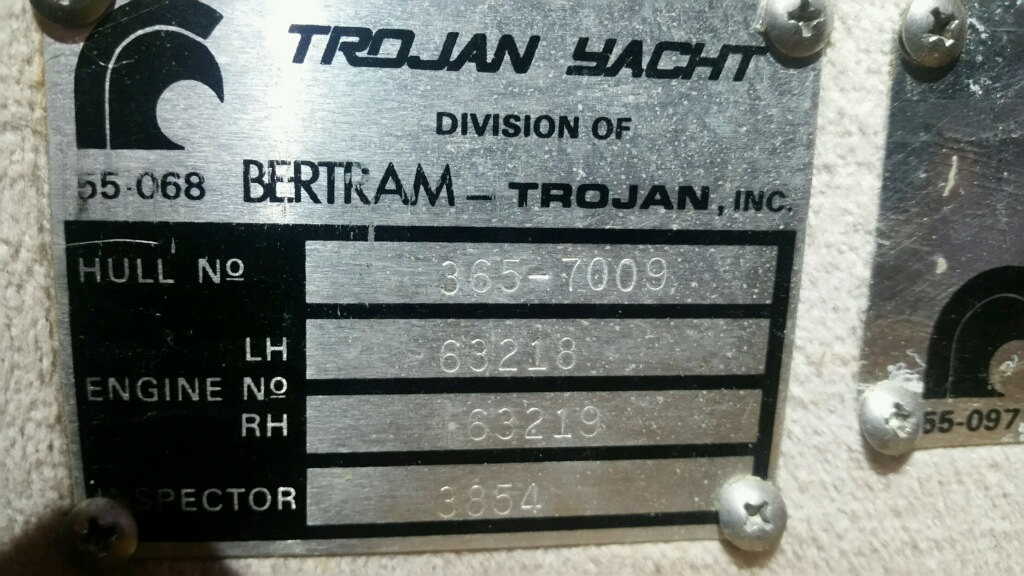 TROJAN YACHT
DIVISION OF
55-068 BERTRAM - TROJAN, INC.
HULL Nº 365-7009
LH 63218
ENGINE Nº
RH 63219
INSPECTOR 3854
55-097